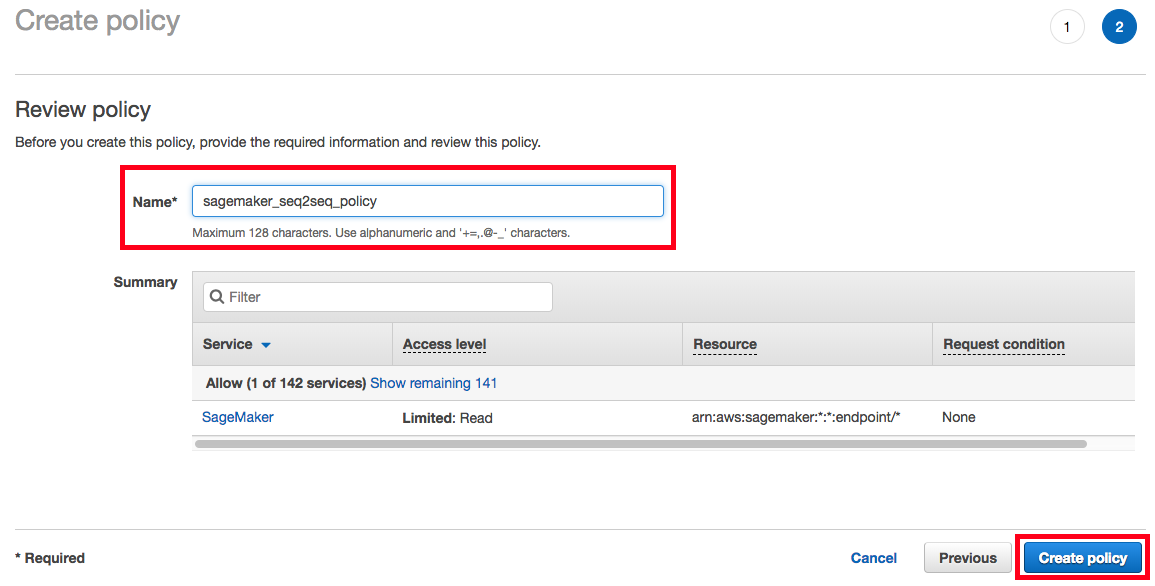 Create policy
1 2
Review policy
Before you create this policy, provide the required information and review this policy.
Name* sagemaker_seq2seq_policy
Maximum 128 characters. Use alphanumeric and '+=,.@-_' characters.
Summary
Filter
Service Access level Resource Request condition
Allow (1 of 142 services) Show remaining 141
SageMaker Limited: Read arn:aws:sagemaker:*:*:endpoint/* None
* Required Cancel Previous Create policy